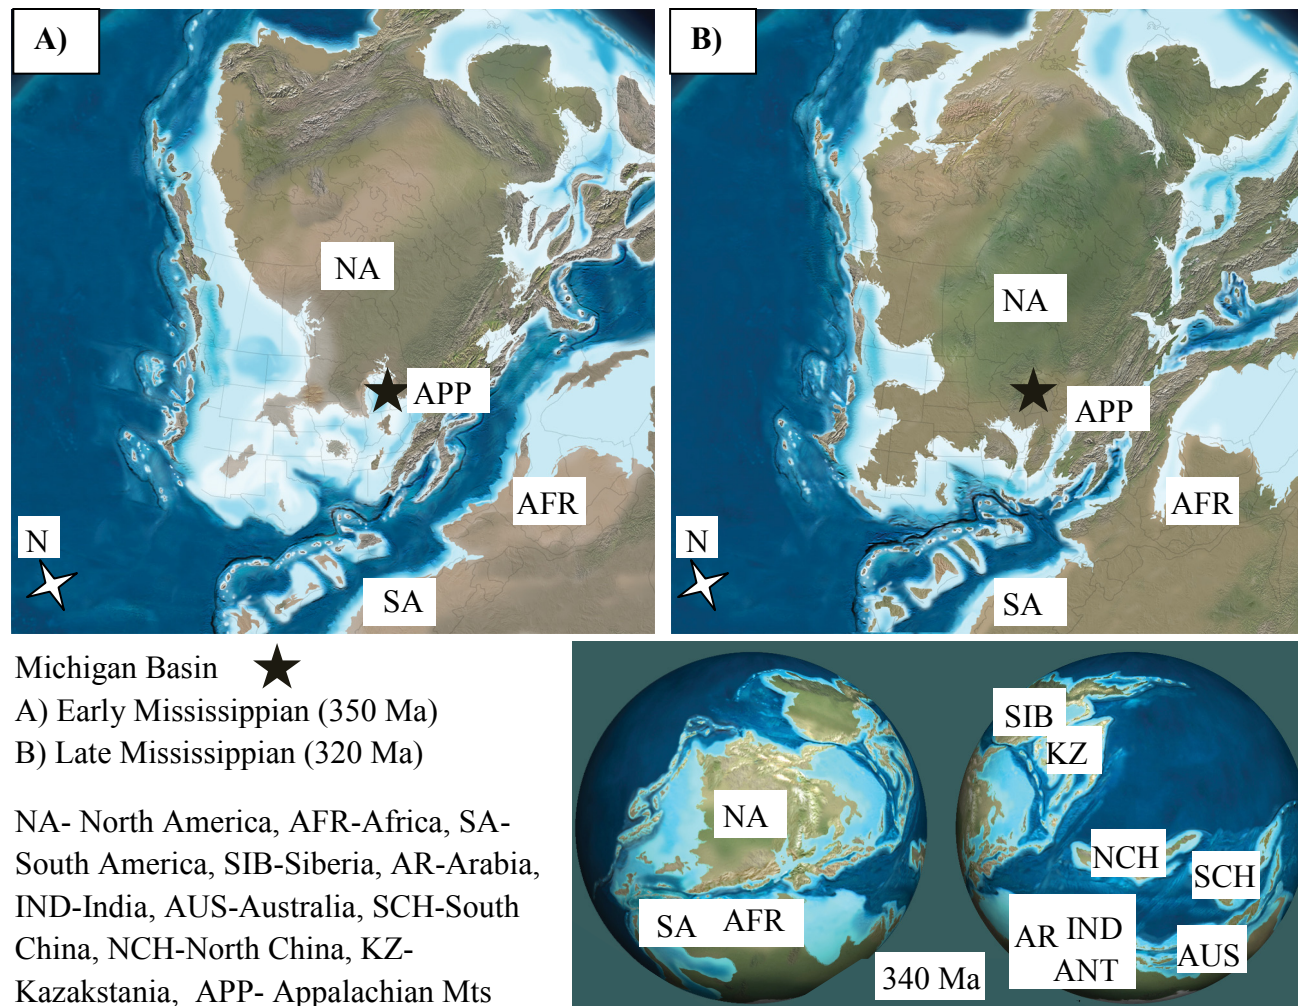 A)
NA
APP
AFR
N
SA
B)
NA
APP
AFR
N
SA
Michigan Basin
A) Early Mississippian (350 Ma)
B) Late Mississippian (320 Ma)
NA- North America, AFR-Africa, SA-
South America, SIB-Siberia, AR-Arabia,
IND-India, AUS-Australia, SCH-South
China, NCH-North China, KZ-
Kazakstania, APP- Appalachian Mts
NA
SA AFR
340 Ma
SIB
KZ
NCH
SCH
AR IND
ANT
AUS